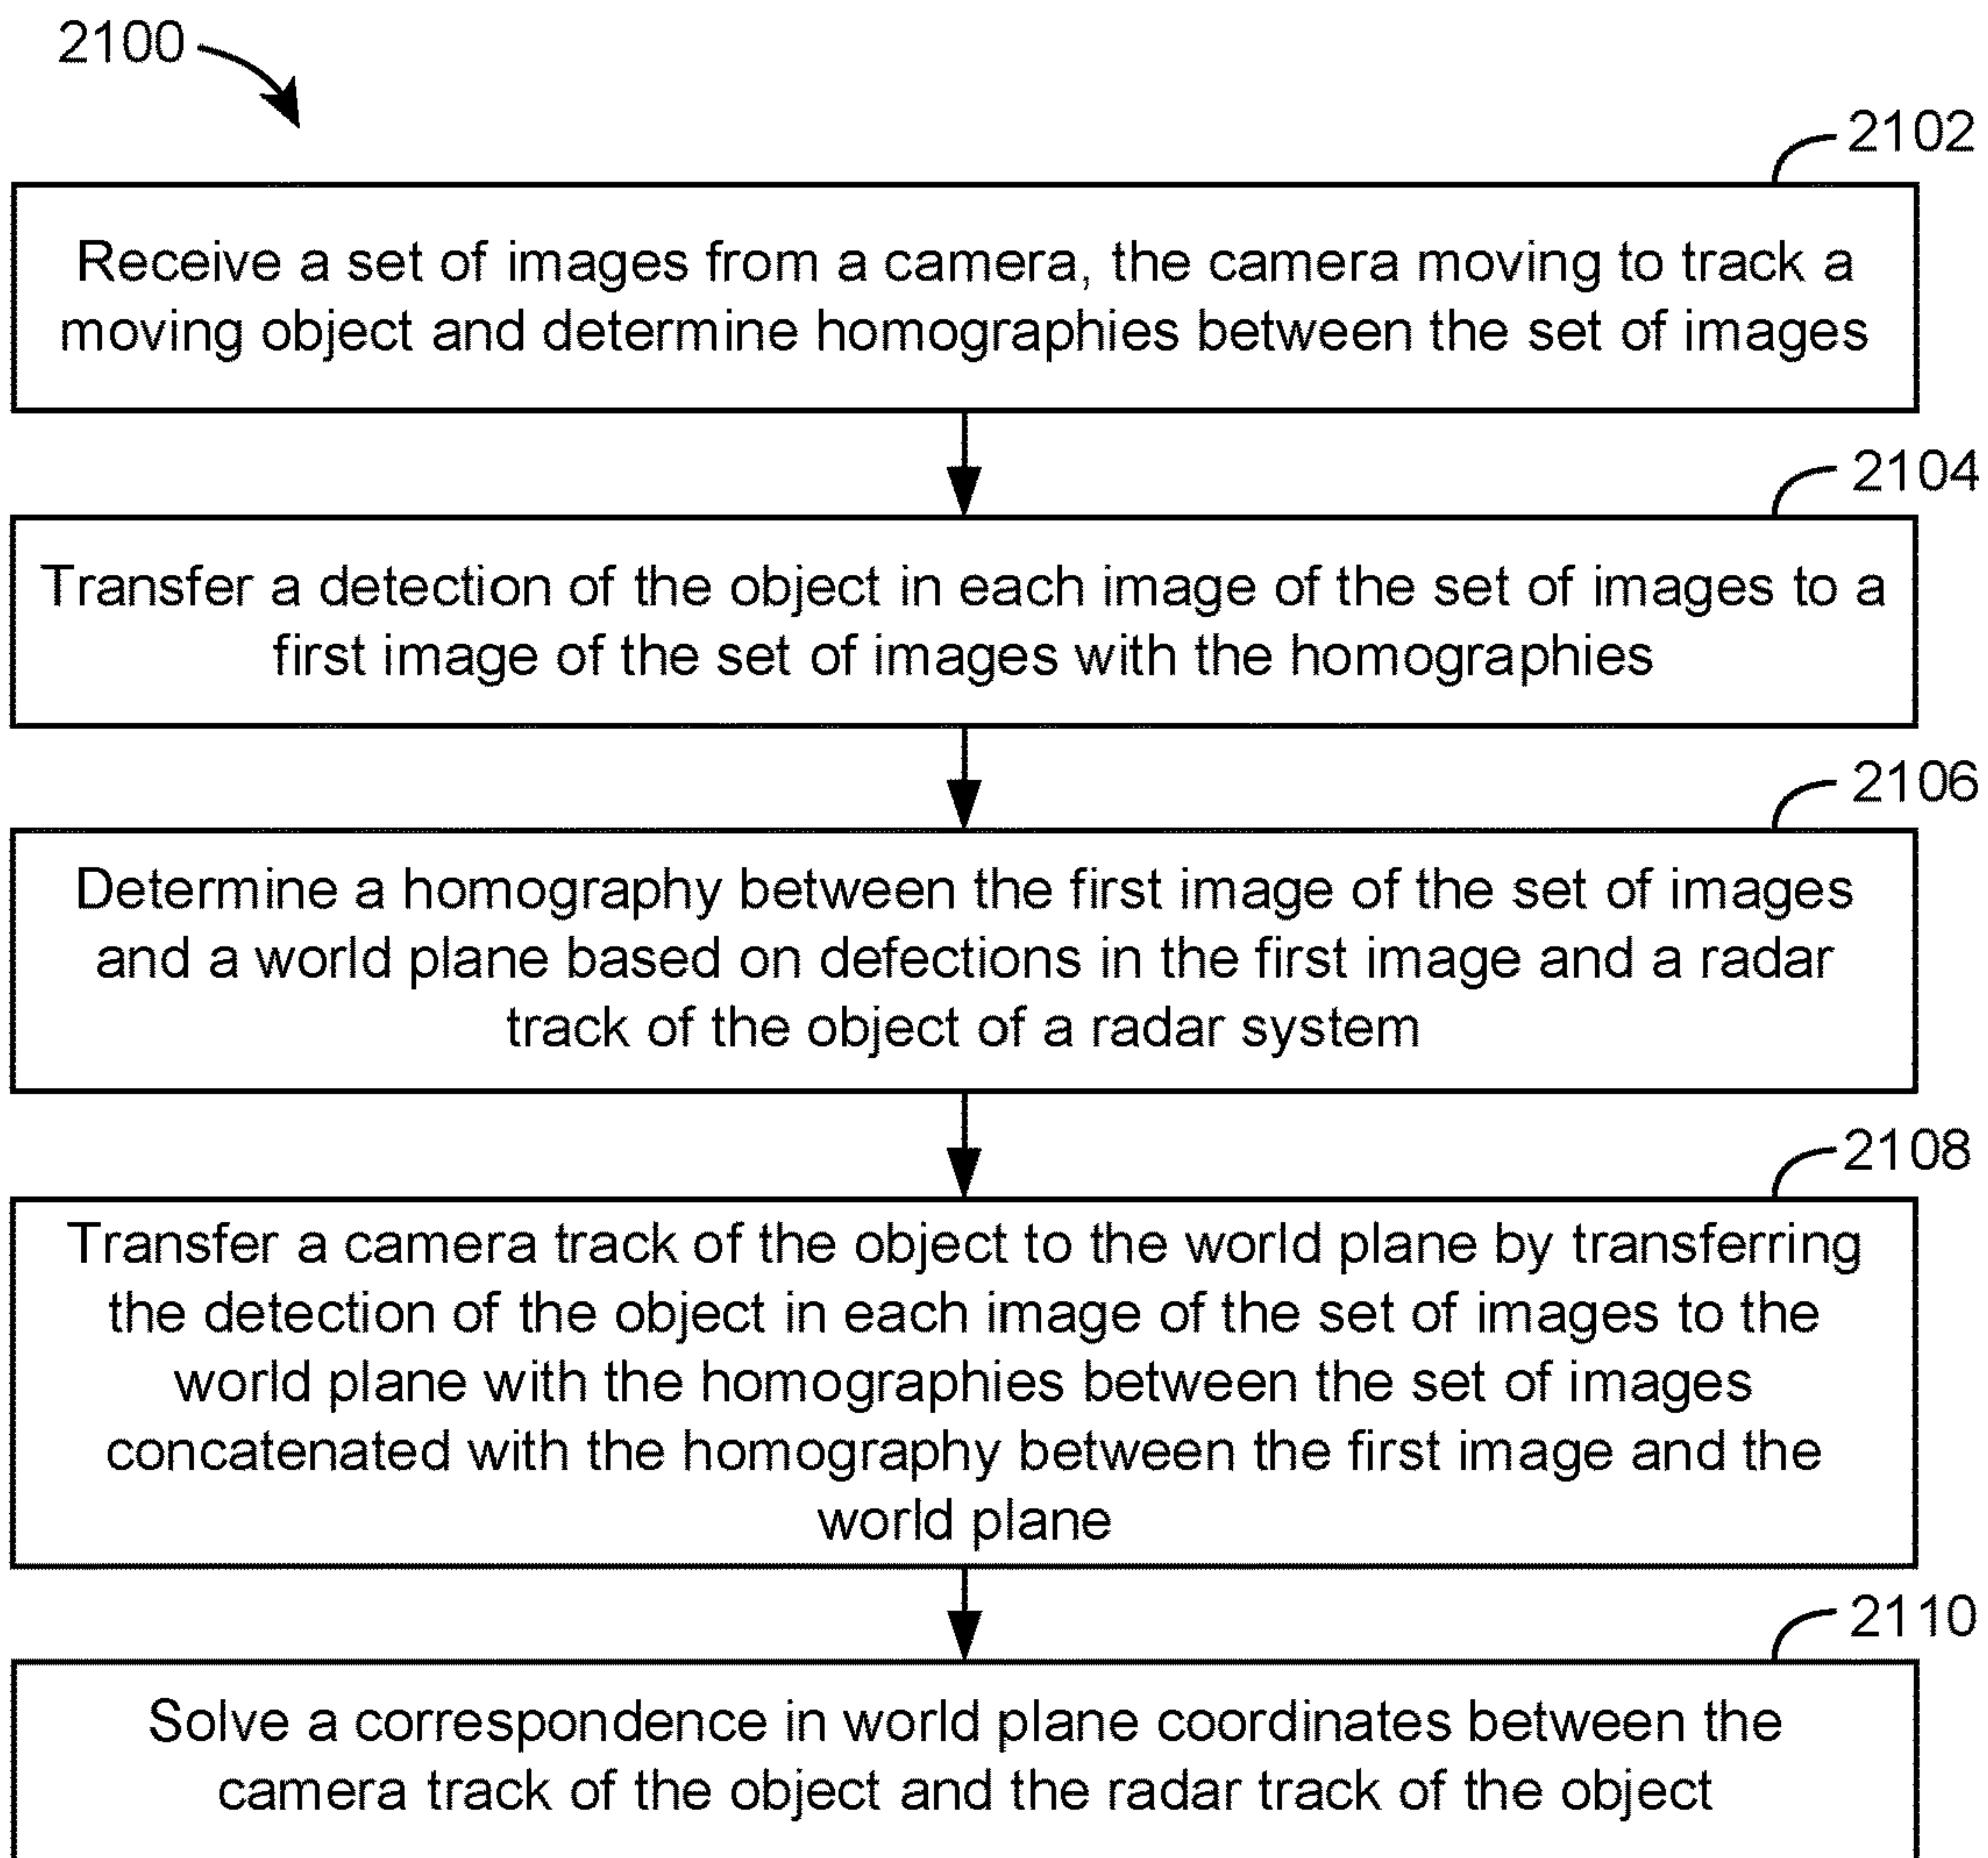 2100
2102
Receive a set of images from a camera, the camera moving to track a
moving object and determine homographies between the set of images
2104
Transfer a detection of the object in each image of the set of images to a
first image of the set of images with the homographies
2106
Determine a homography between the first image of the set of images
and a world plane based on defections in the first image and a radar
track of the object of a radar system
2108
Transfer a camera track of the object to the world plane by transferring
the detection of the object in each image of the set of images to the
world plane with the homographies between the set of images
concatenated with the homography between the first image and the
world plane
2110
Solve a correspondence in world plane coordinates between the
camera track of the object and the radar track of the object